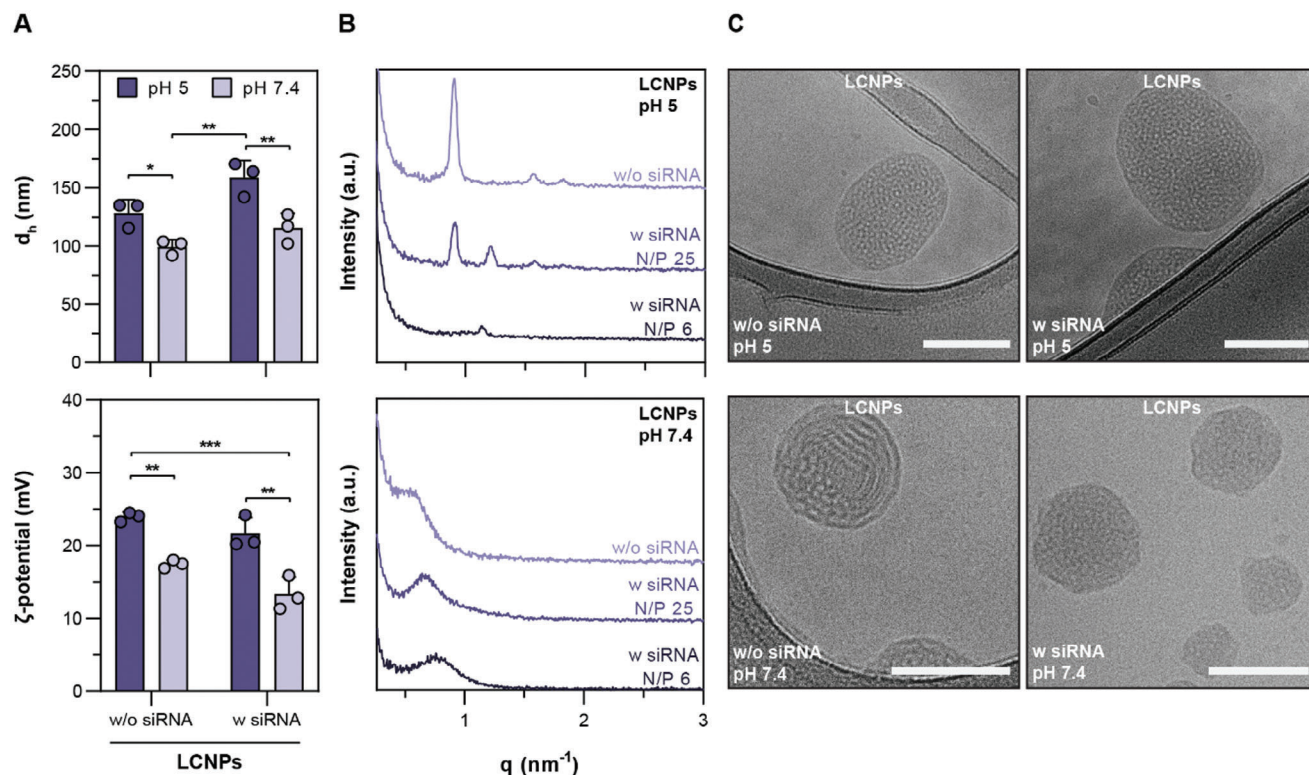 A
B
C
250
200
150
100
50
0
d_h (nm)
pH 5
pH 7.4
*
**
**
40
30
20
10
0
ζ-potential (mV)
**
***
**
w/o siRNA
w siRNA
LCNPs
Intensity (a.u.)
LCNPs
pH 5
w/o siRNA
w siRNA
N/P 25
w siRNA
N/P 6
Intensity (a.u.)
LCNPs
pH 7.4
w/o siRNA
w siRNA
N/P 25
w siRNA
N/P 6
1
2
3
q (nm⁻¹)
LCNPs
w/o siRNA
pH 5
LCNPs
w siRNA
pH 5
LCNPs
w/o siRNA
pH 7.4
LCNPs
w siRNA
pH 7.4